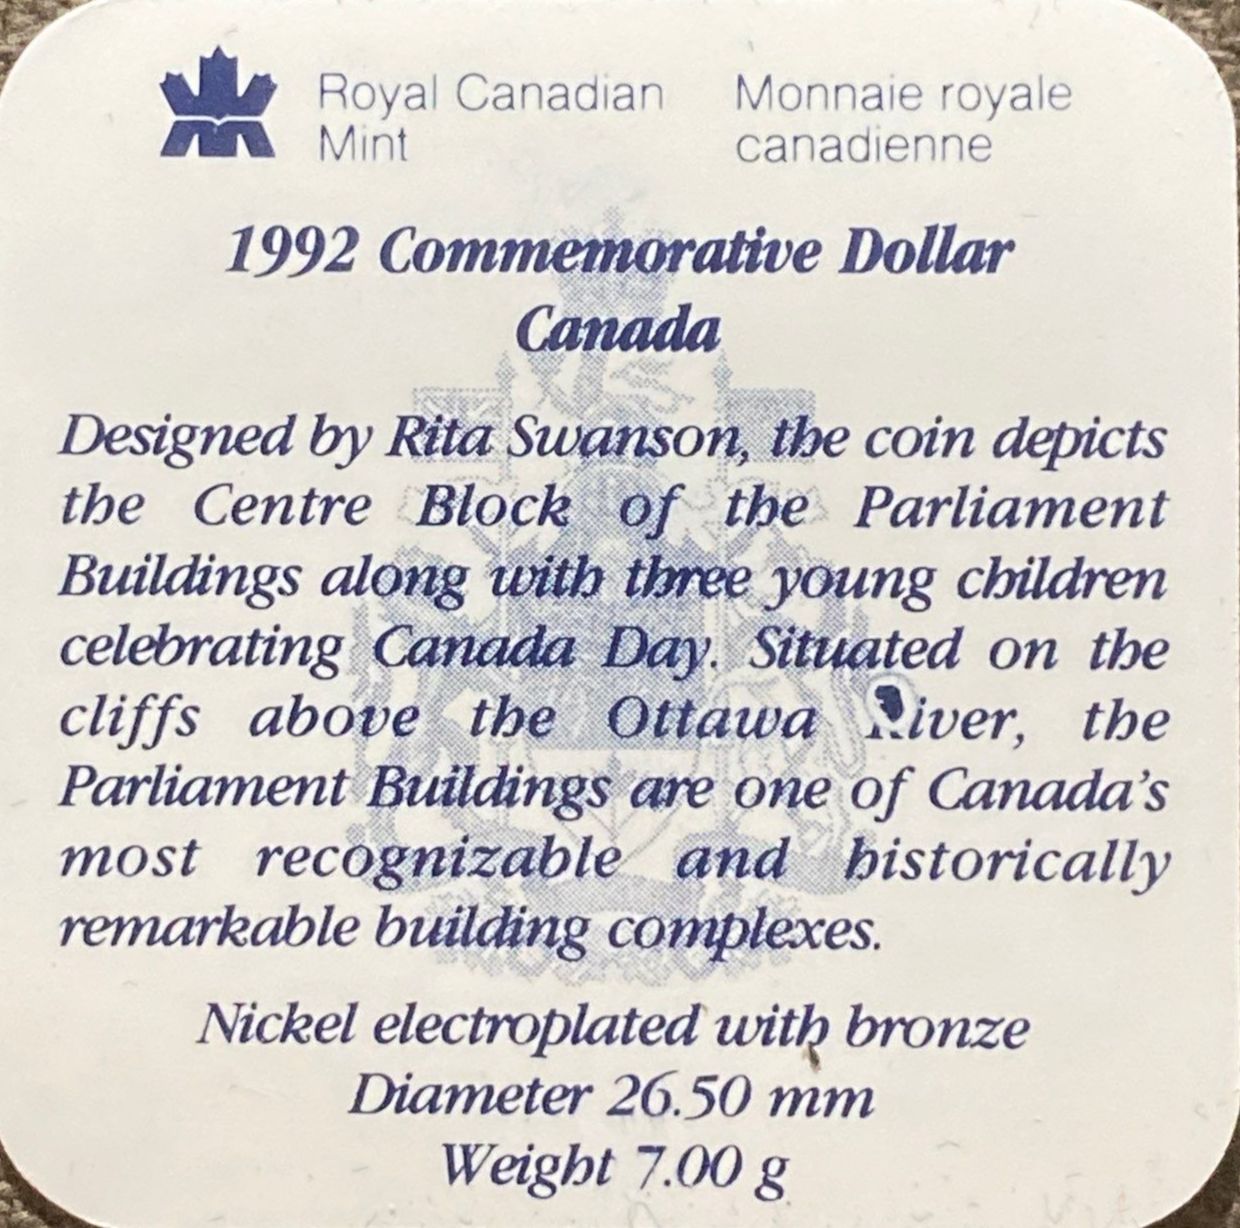 Royal Canadian Mint
Monnaie royale canadienne
1992 Commemorative Dollar
Canada
Designed by Rita Swanson, the coin depicts
the Centre Block of the Parliament
Buildings along with three young children
celebrating Canada Day. Situated on the
cliffs above the Ottawa River, the
Parliament Buildings are one of Canada's
most recognizable and historically
remarkable building complexes.
Nickel electroplated with bronze
Diameter 26.50 mm
Weight 7.00 g